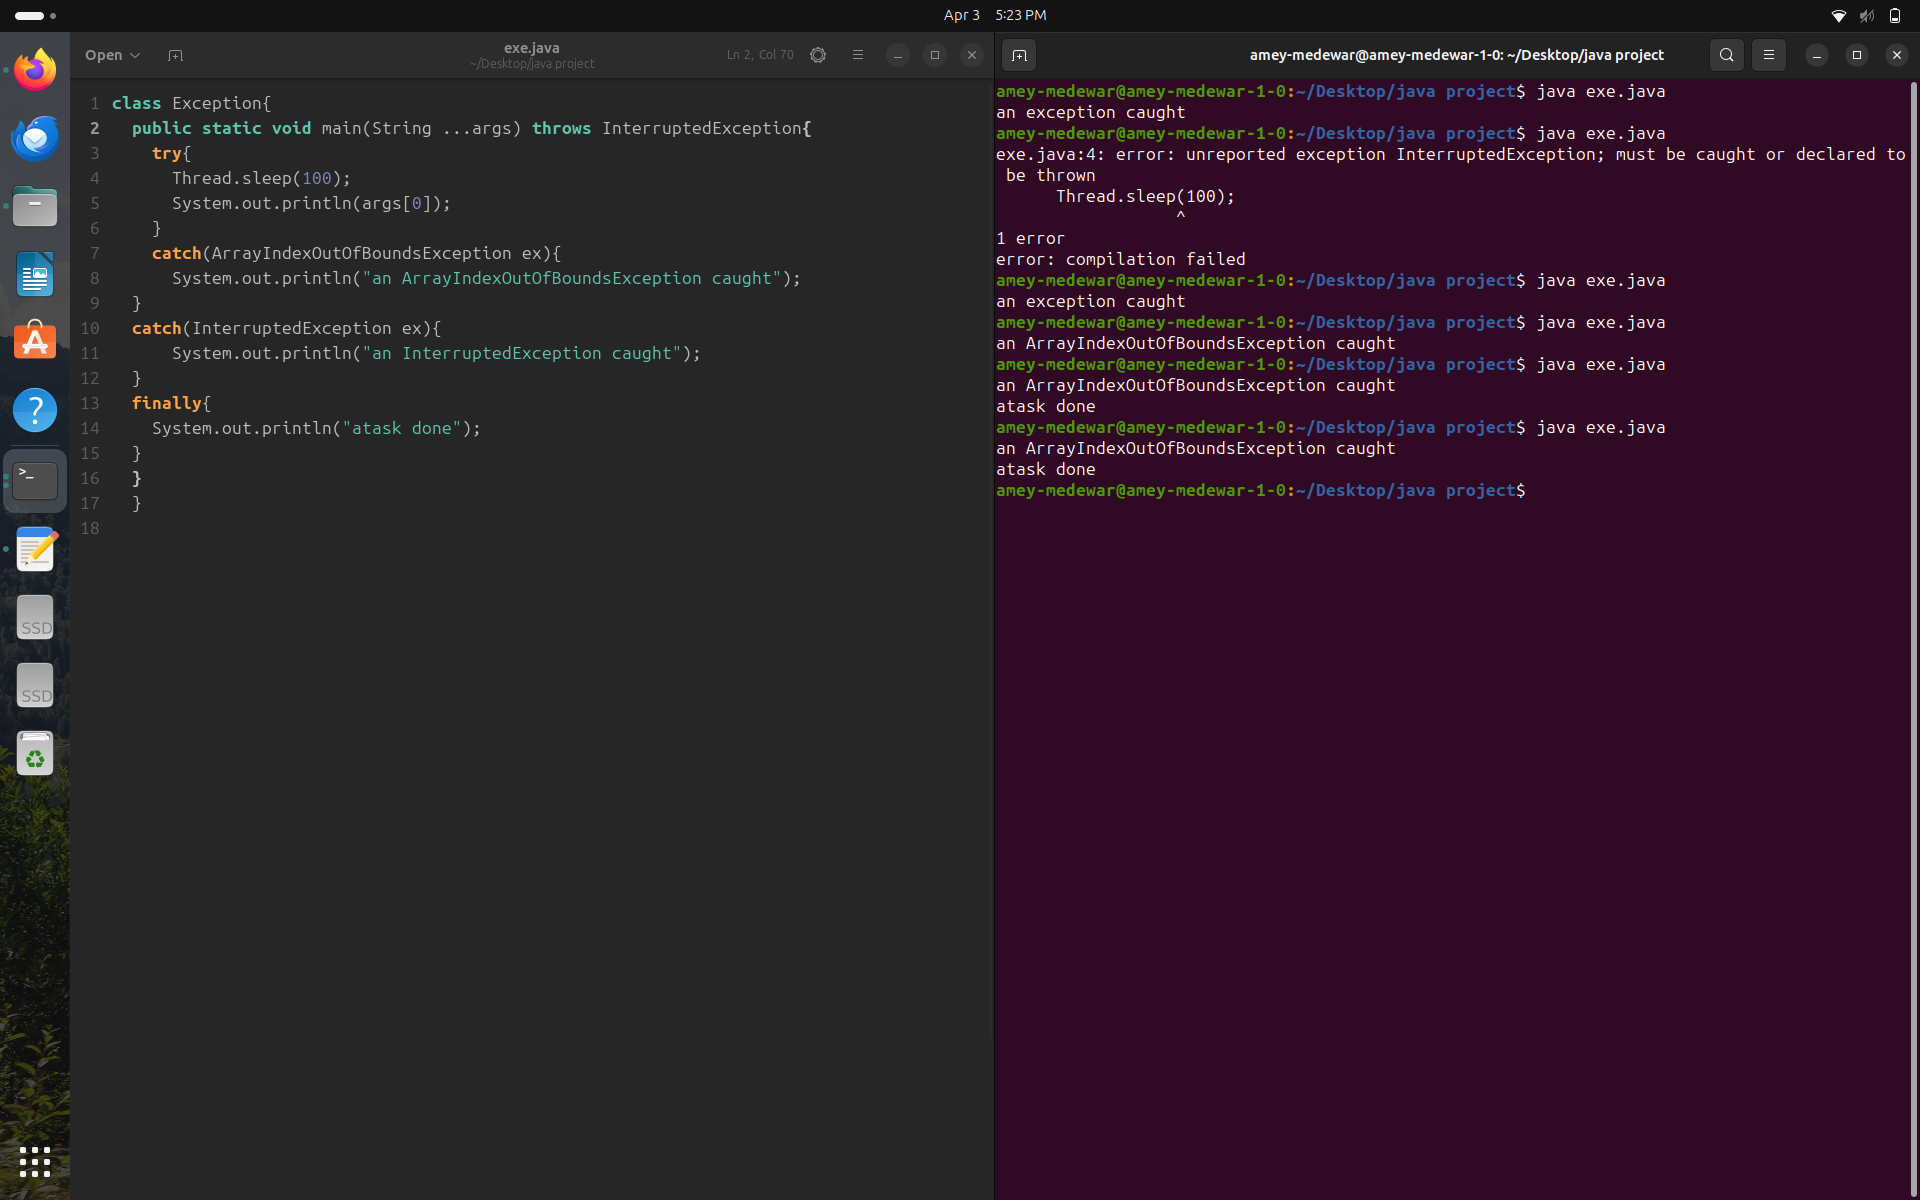 Apr 3 5:23 PM
Open
exe.java
~/Desktop/java project
Ln 2, Col 70
1 class Exception{
2 public static void main(String ...args) throws InterruptedException{
3 try{
4 Thread.sleep(100);
5 System.out.println(args[0]);
6 }
7 catch(ArrayIndexOutOfBoundsException ex){
8 System.out.println("an ArrayIndexOutOfBoundsException caught");
9 }
10 catch(InterruptedException ex){
11 System.out.println("an InterruptedException caught");
12 }
13 finally{
14 System.out.println("atask done");
15 }
16 }
17 }
18
SSD
SSD
amey-medewar@amey-medewar-1-0: ~/Desktop/java project
amey-medewar@amey-medewar-1-0:~/Desktop/java project$ java exe.java
an exception caught
amey-medewar@amey-medewar-1-0:~/Desktop/java project$ java exe.java
exe.java:4: error: unreported exception InterruptedException; must be caught or declared to
be thrown
Thread.sleep(100);
^
1 error
error: compilation failed
amey-medewar@amey-medewar-1-0:~/Desktop/java project$ java exe.java
an exception caught
amey-medewar@amey-medewar-1-0:~/Desktop/java project$ java exe.java
an ArrayIndexOutOfBoundsException caught
amey-medewar@amey-medewar-1-0:~/Desktop/java project$ java exe.java
an ArrayIndexOutOfBoundsException caught
atask done
amey-medewar@amey-medewar-1-0:~/Desktop/java project$ java exe.java
an ArrayIndexOutOfBoundsException caught
atask done
amey-medewar@amey-medewar-1-0:~/Desktop/java project$